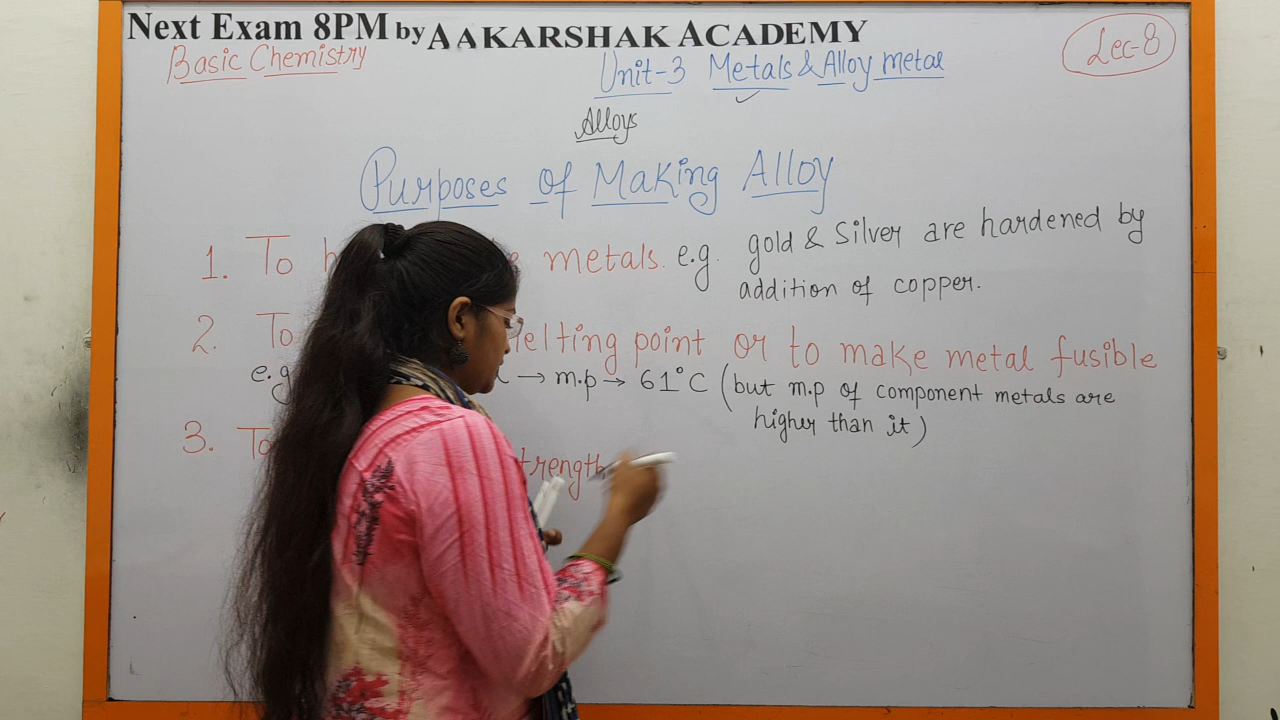 Next Exam 8PM by AAKARSHAK ACADEMY
Basic Chemistry
Unit-3 Metals & Alloy metal
Lec-8
Alloys
Purposes of Making Alloy
1. To metals. e.g. gold & Silver are hardened by
addition of copper.
2. To melting point or to make metal fusible
e.g → m.p → 61°C (but m.p of component metals are
higher than it)
3. To strength